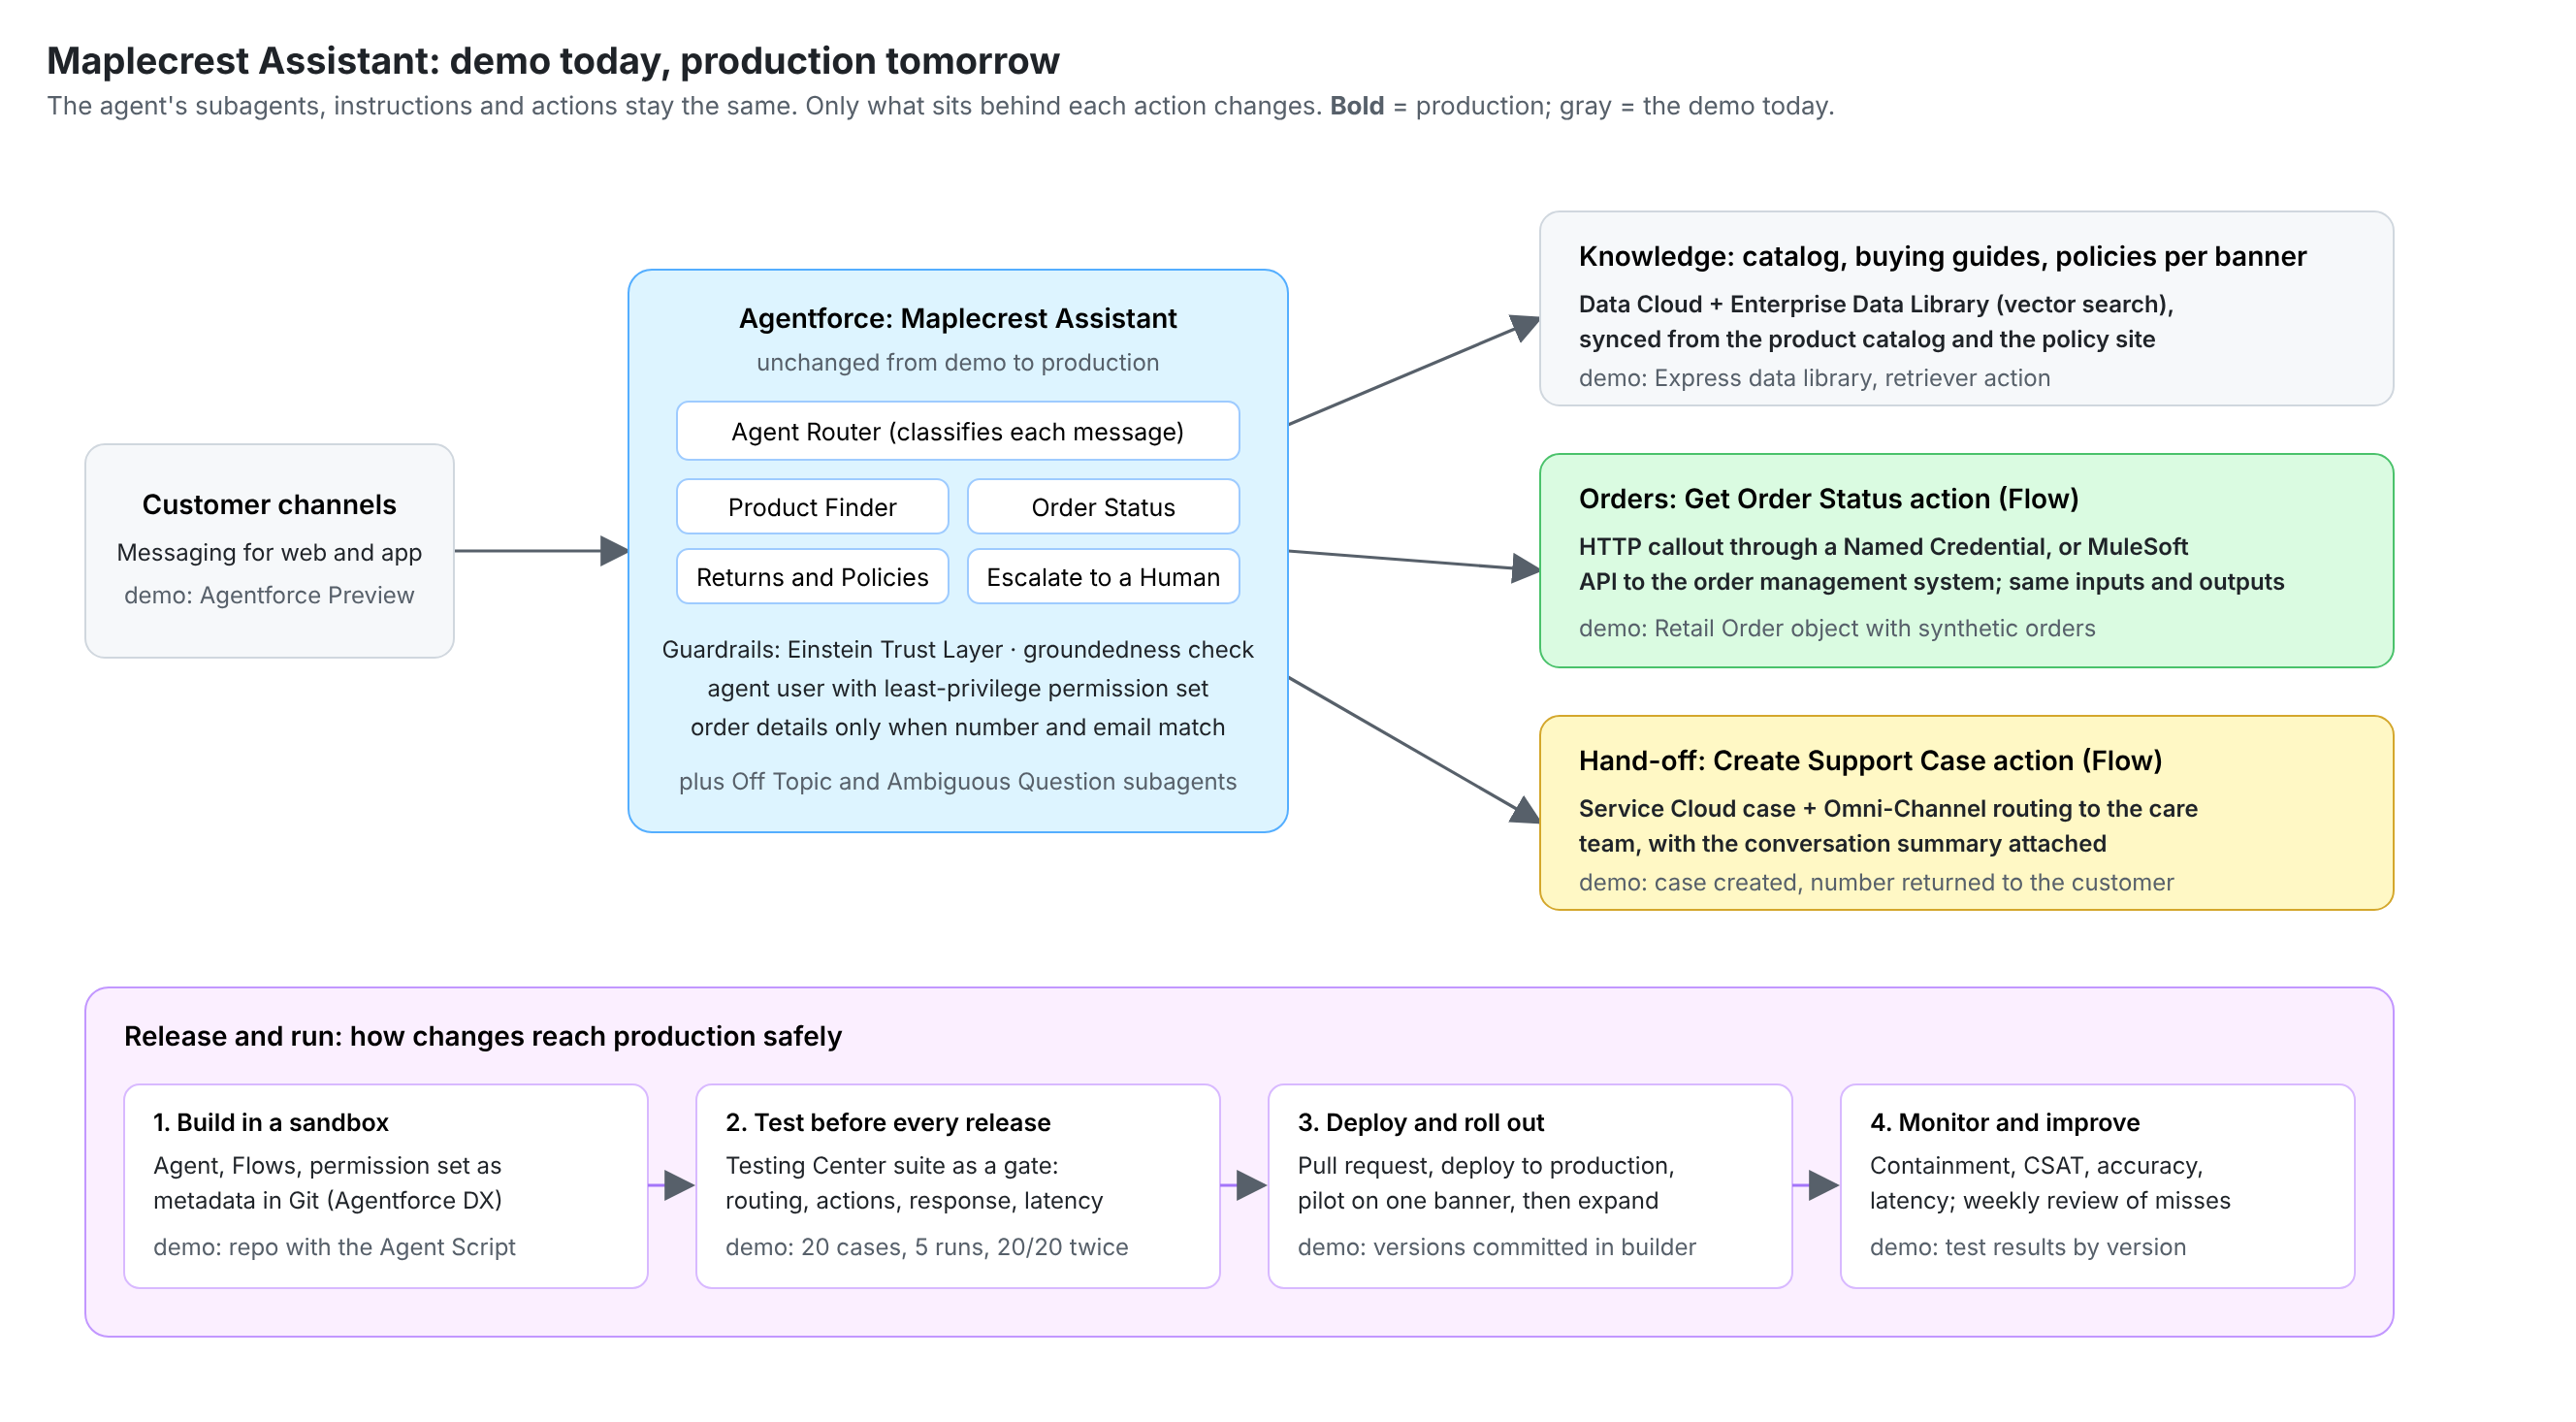 Maplecrest Assistant: demo today, production tomorrow
The agent's subagents, instructions and actions stay the same. Only what sits behind each action changes. Bold = production; gray = the demo today.
Customer channels
Messaging for web and app
demo: Agentforce Preview
Agentforce: Maplecrest Assistant
unchanged from demo to production
Agent Router (classifies each message)
Product Finder
Order Status
Returns and Policies
Escalate to a Human
Guardrails: Einstein Trust Layer · groundedness check
agent user with least-privilege permission set
order details only when number and email match
plus Off Topic and Ambiguous Question subagents
Knowledge: catalog, buying guides, policies per banner
Data Cloud + Enterprise Data Library (vector search),
synced from the product catalog and the policy site
demo: Express data library, retriever action
Orders: Get Order Status action (Flow)
HTTP callout through a Named Credential, or MuleSoft
API to the order management system; same inputs and outputs
demo: Retail Order object with synthetic orders
Hand-off: Create Support Case action (Flow)
Service Cloud case + Omni-Channel routing to the care
team, with the conversation summary attached
demo: case created, number returned to the customer
Release and run: how changes reach production safely
1. Build in a sandbox
Agent, Flows, permission set as
metadata in Git (Agentforce DX)
demo: repo with the Agent Script
2. Test before every release
Testing Center suite as a gate:
routing, actions, response, latency
demo: 20 cases, 5 runs, 20/20 twice
3. Deploy and roll out
Pull request, deploy to production,
pilot on one banner, then expand
demo: versions committed in builder
4. Monitor and improve
Containment, CSAT, accuracy,
latency; weekly review of misses
demo: test results by version